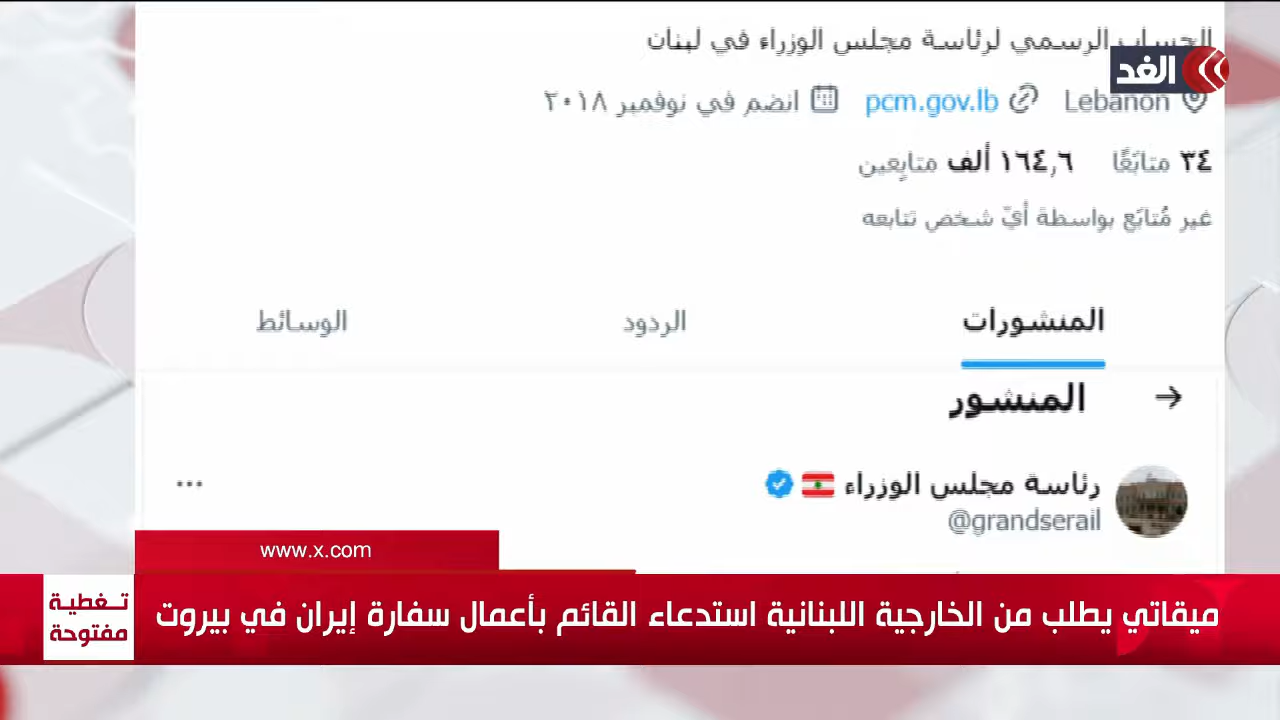 الحساب الرسمي لرئاسة مجلس الوزراء في لبنان
الغد
Lebanon pcm.gov.lb انضم في نوفمبر ٢٠١٨
٣٤ متابَعًا ١٦٤٫٦ ألف متابِعين
غير مُتابَع بواسطة أيّ شخص تتابعه
المنشورات الردود الوسائط
المنشور
رئاسة مجلس الوزراء
@grandserail
www.x.com
ميقاتي يطلب من الخارجية اللبنانية استدعاء القائم بأعمال سفارة إيران في بيروت
تغطية
مفتوحة